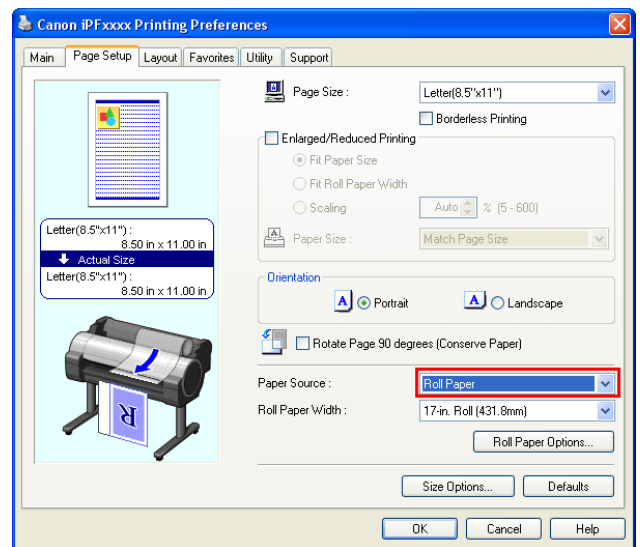 Canon iPFxxxx Printing Preferences
Main Page Setup Layout Favorites Utility Support
Page Size : Letter(8.5"x11")
Borderless Printing
Enlarged/Reduced Printing
Fit Paper Size
Fit Roll Paper Width
Scaling Auto % (5 - 600)
Paper Size : Match Page Size
Letter(8.5"x11") :
8.50 in x 11.00 in
Actual Size
Letter(8.5"x11") :
8.50 in x 11.00 in
Orientation
A Portrait A Landscape
Rotate Page 90 degrees (Conserve Paper)
Paper Source : Roll Paper
Roll Paper Width : 17-in. Roll (431.8mm)
R
Roll Paper Options...
Size Options... Defaults
OK Cancel Help